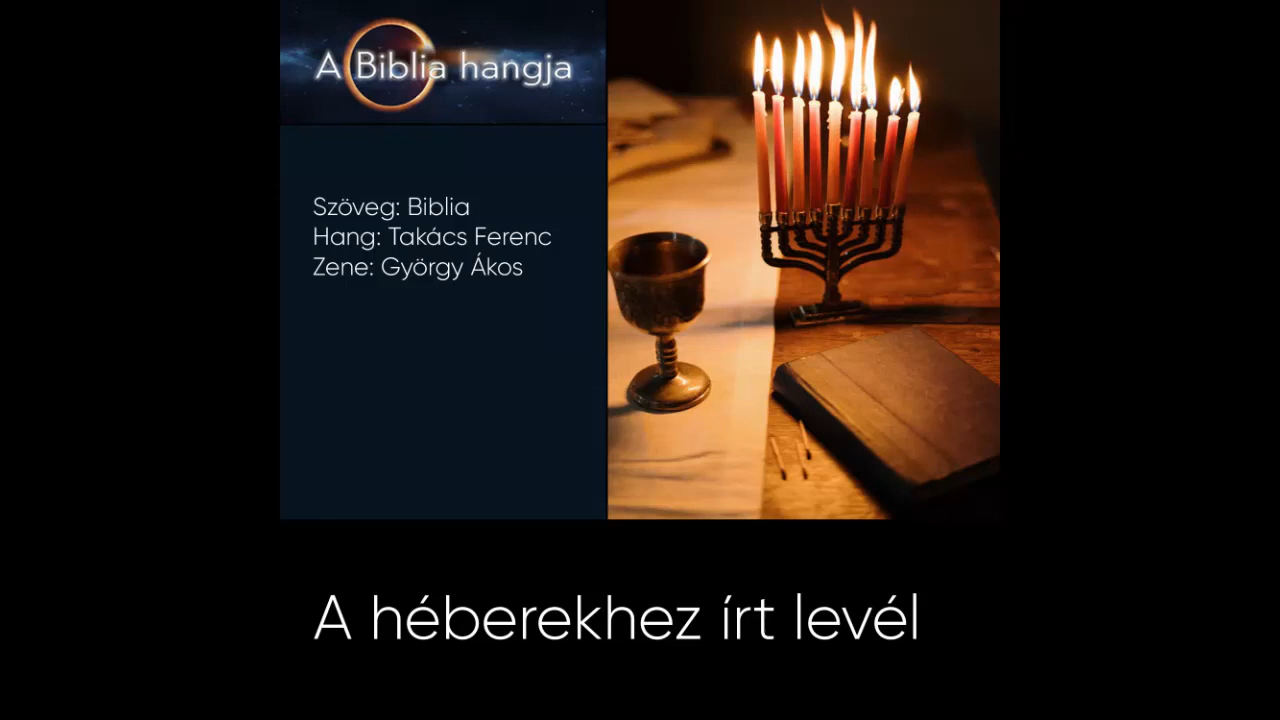 A Biblia hangja
Szöveg: Biblia
Hang: Takács Ferenc
Zene: György Ákos
A héberekhez írt levél